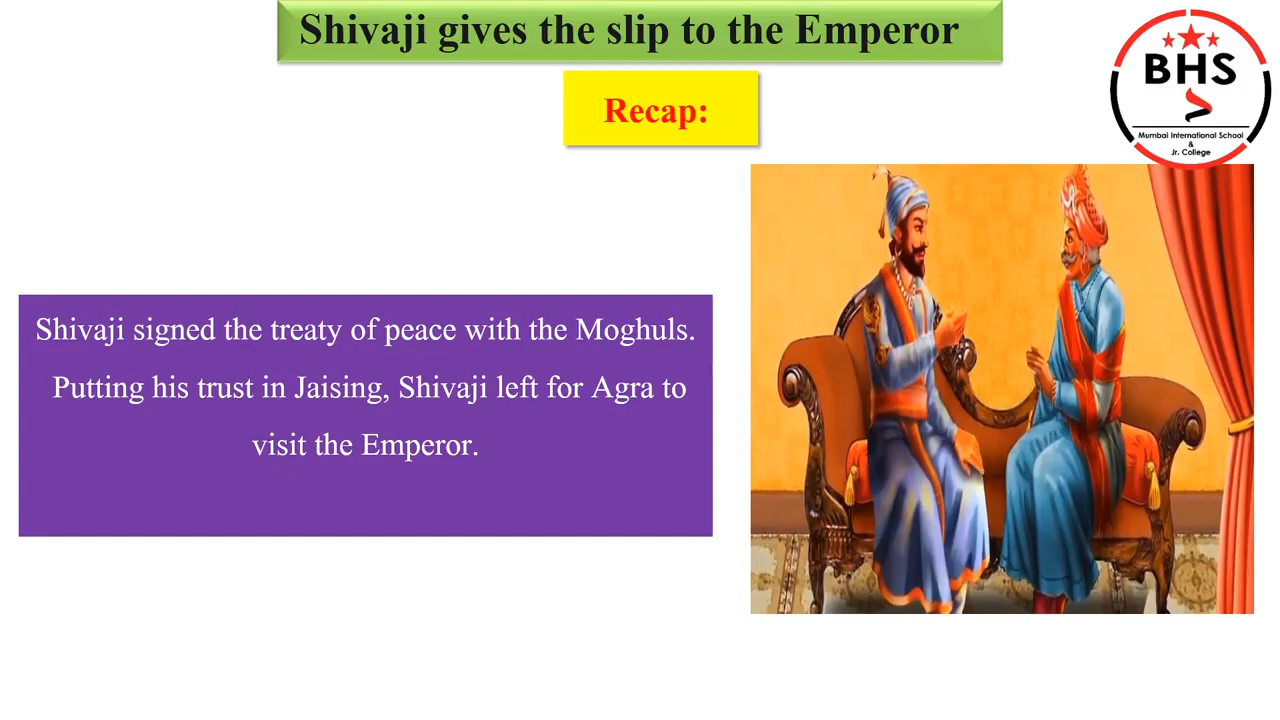 Shivaji gives the slip to the Emperor
Recap:
BHS
Mumbai International School
&
Jr. College
Shivaji signed the treaty of peace with the Moghuls.
Putting his trust in Jaising, Shivaji left for Agra to
visit the Emperor.